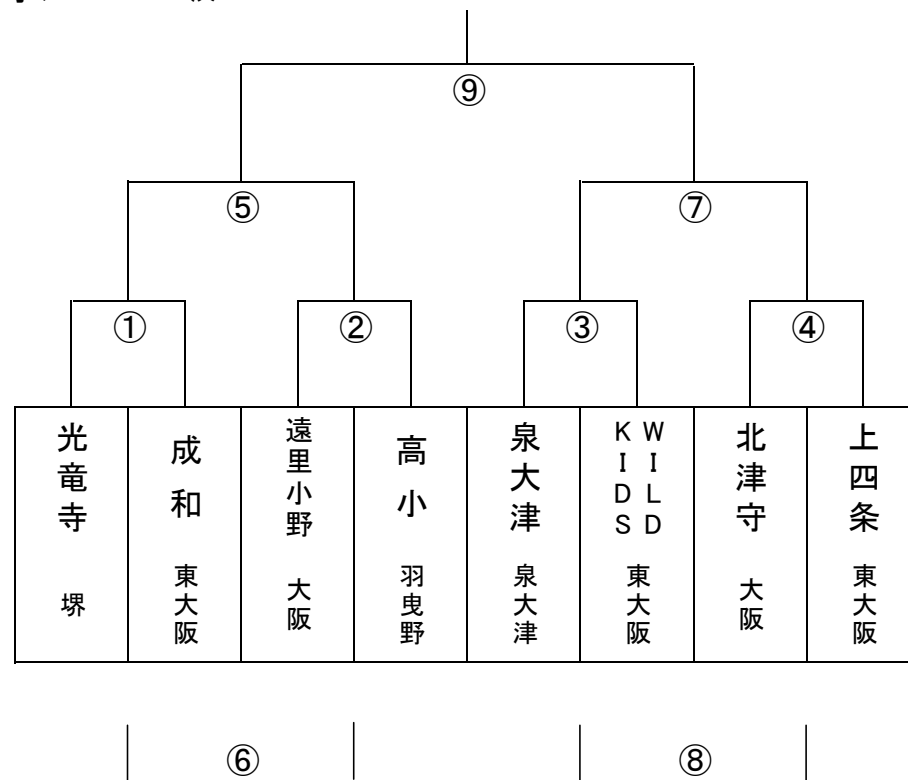 ⑨
⑤
⑦
①
②
③
④
光竜寺
堺
成和
東大阪
遠里小野
大阪
高小
羽曳野
泉大津
泉大津
WILD
KIDS
東大阪
北津守
大阪
上四条
東大阪
⑥
⑧